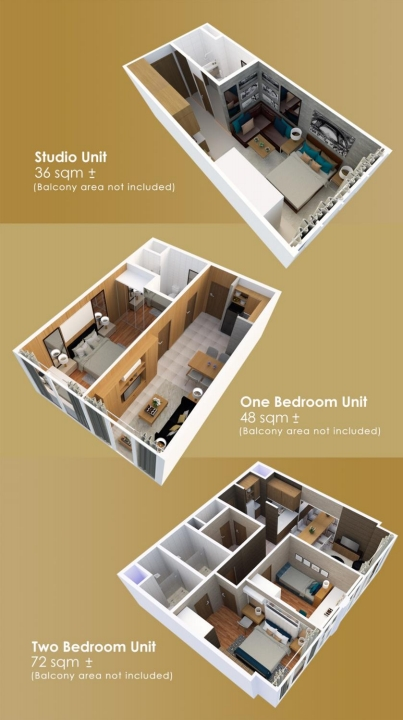 Studio Unit
36 sqm ±
(Balcony area not included)
One Bedroom Unit
48 sqm ±
(Balcony area not included)
Two Bedroom Unit
72 sqm ±
(Balcony area not included)